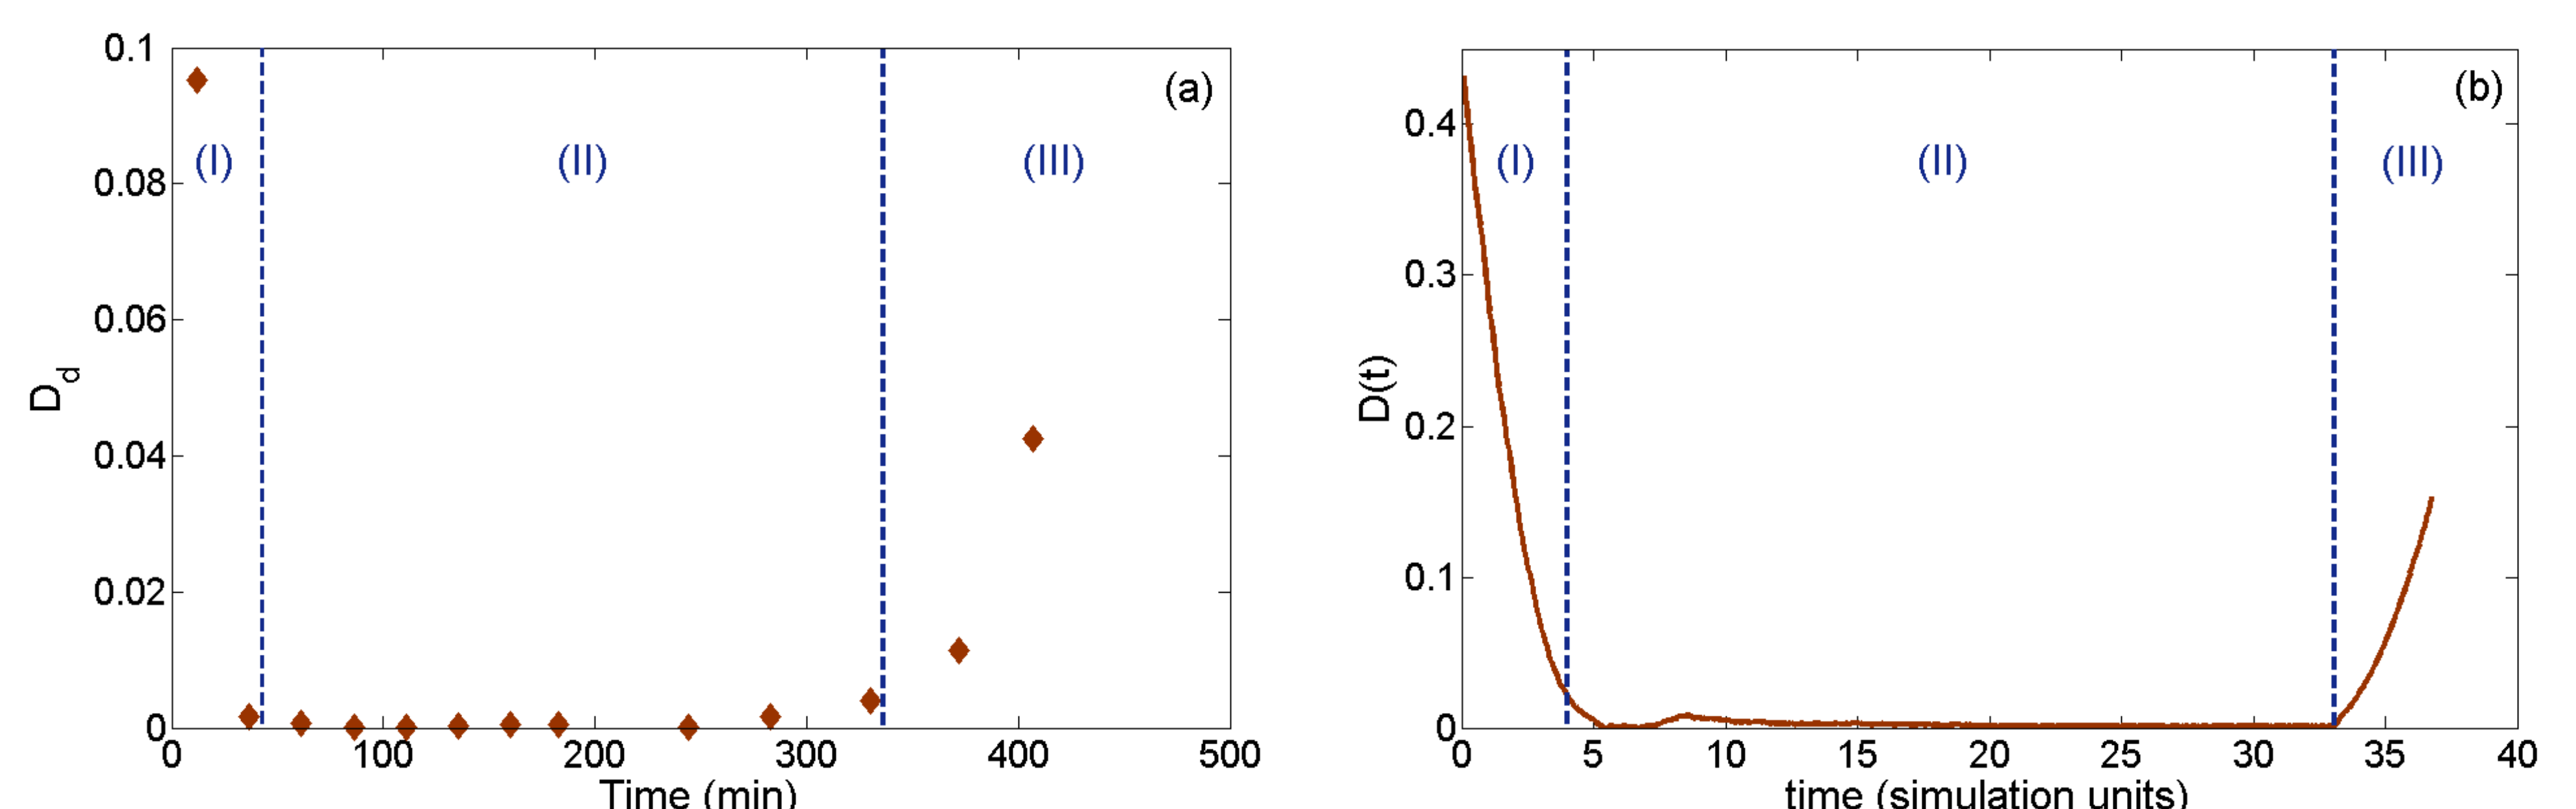 (a)
0.1
0.08
0.06
0.04
0.02
0
D_d
(I)
(II)
(III)
0 100 200 300 400 500
Time (min)
(b)
0.4
0.3
0.2
0.1
0
D(t)
(I)
(II)
(III)
0 5 10 15 20 25 30 35 40
time (simulation units)